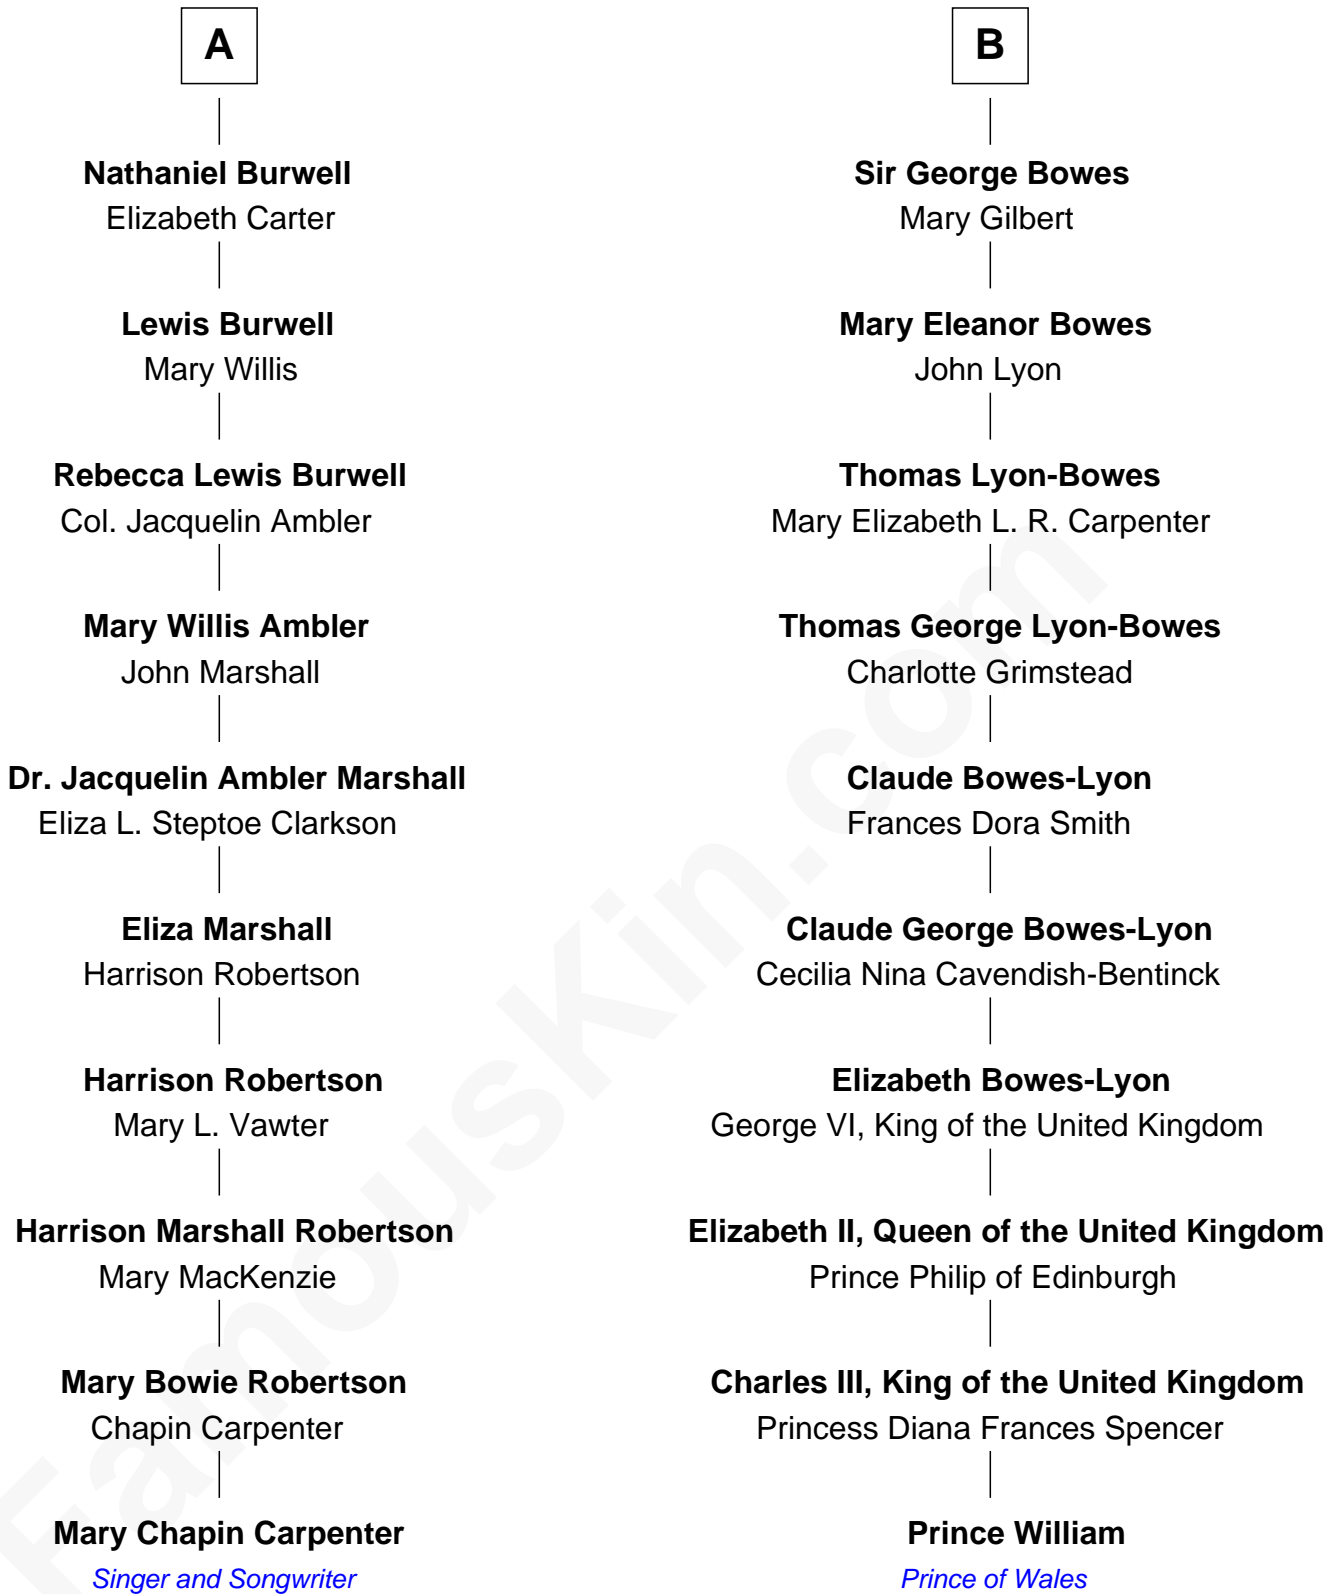 A
Nathaniel Burwell
Elizabeth Carter
Lewis Burwell
Mary Willis
Rebecca Lewis Burwell
Col. Jacquelin Ambler
Mary Willis Ambler
John Marshall
Dr. Jacquelin Ambler Marshall
Eliza L. Steptoe Clarkson
Eliza Marshall
Harrison Robertson
Harrison Robertson
Mary L. Vawter
Harrison Marshall Robertson
Mary MacKenzie
Mary Bowie Robertson
Chapin Carpenter
Mary Chapin Carpenter
Singer and Songwriter
B
Sir George Bowes
Mary Gilbert
Mary Eleanor Bowes
John Lyon
Thomas Lyon-Bowes
Mary Elizabeth L. R. Carpenter
Thomas George Lyon-Bowes
Charlotte Grimstead
Claude Bowes-Lyon
Frances Dora Smith
Claude George Bowes-Lyon
Cecilia Nina Cavendish-Bentinck
Elizabeth Bowes-Lyon
George VI, King of the United Kingdom
Elizabeth II, Queen of the United Kingdom
Prince Philip of Edinburgh
Charles III, King of the United Kingdom
Princess Diana Frances Spencer
Prince William
Prince of Wales
FamousKin.com